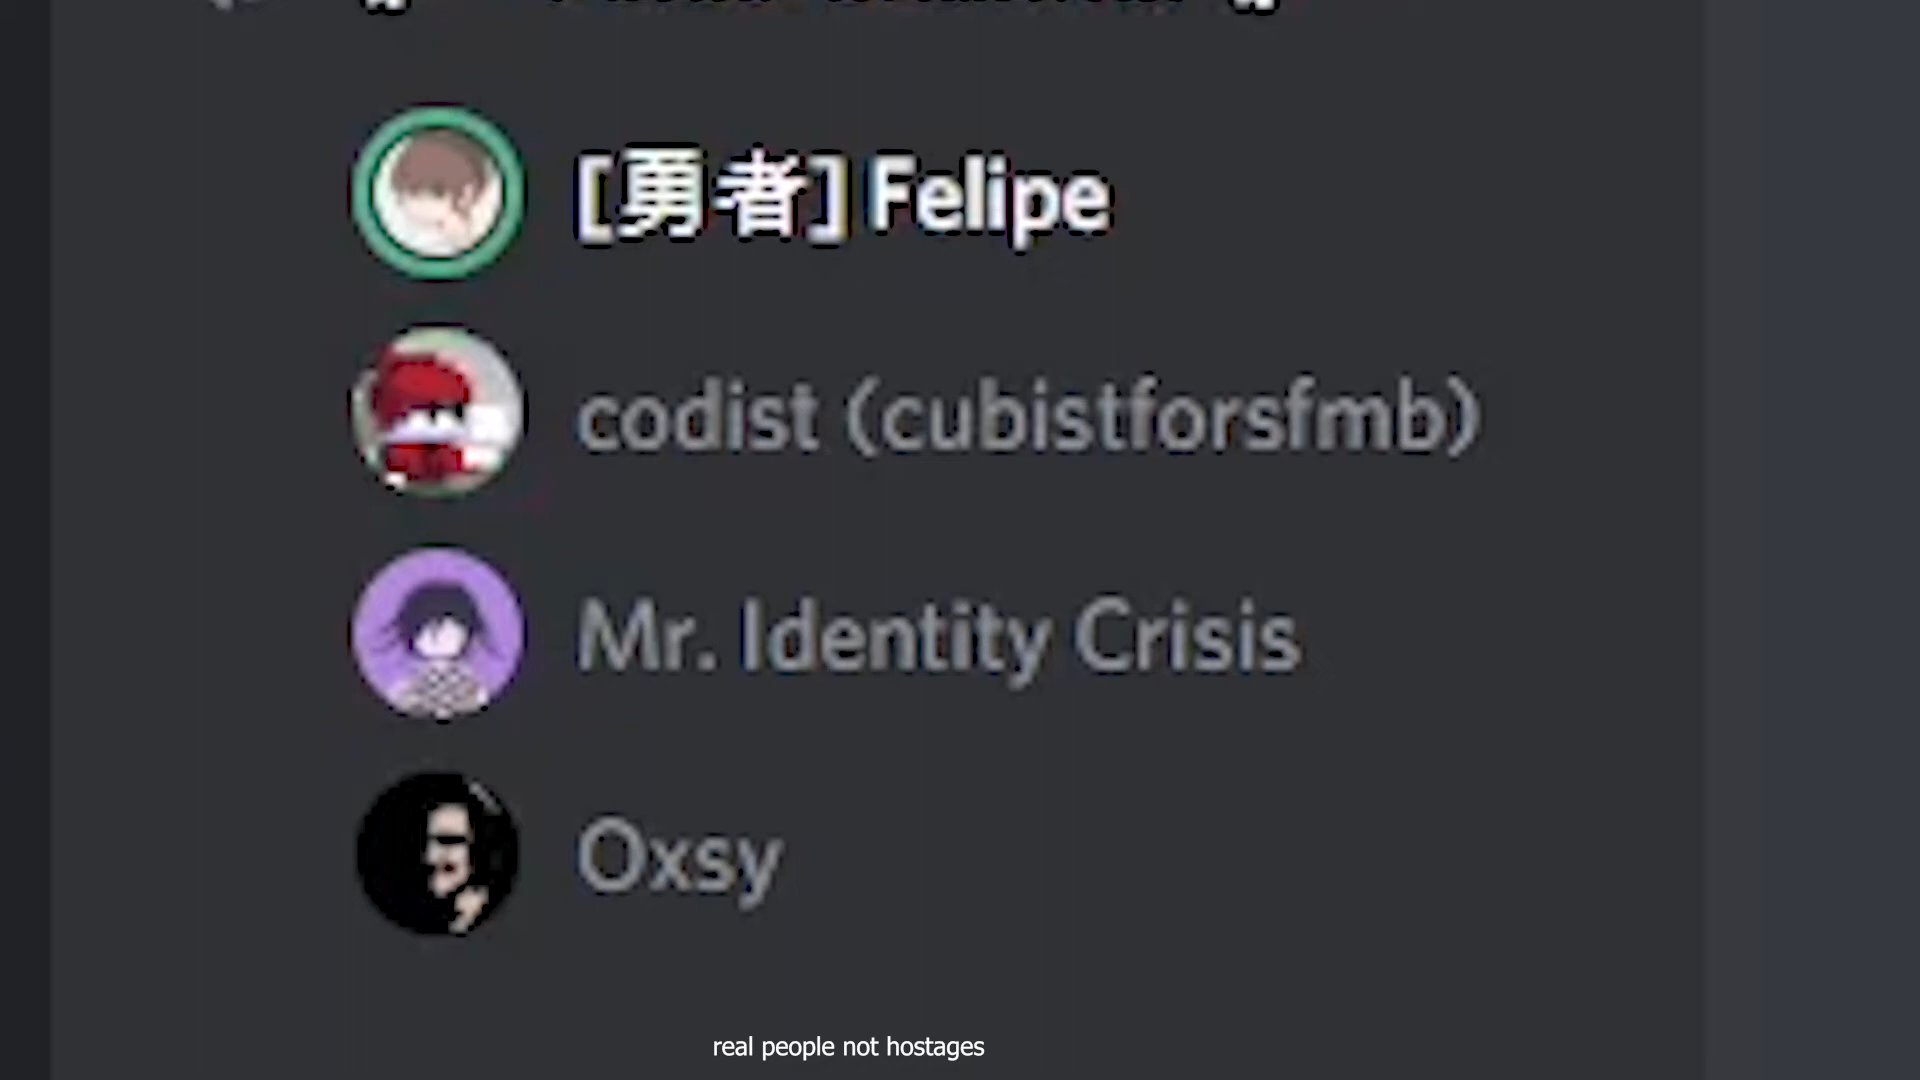 [勇者] Felipe
codist (cubistforsfmb)
Mr. Identity Crisis
Oxsy
real people not hostages